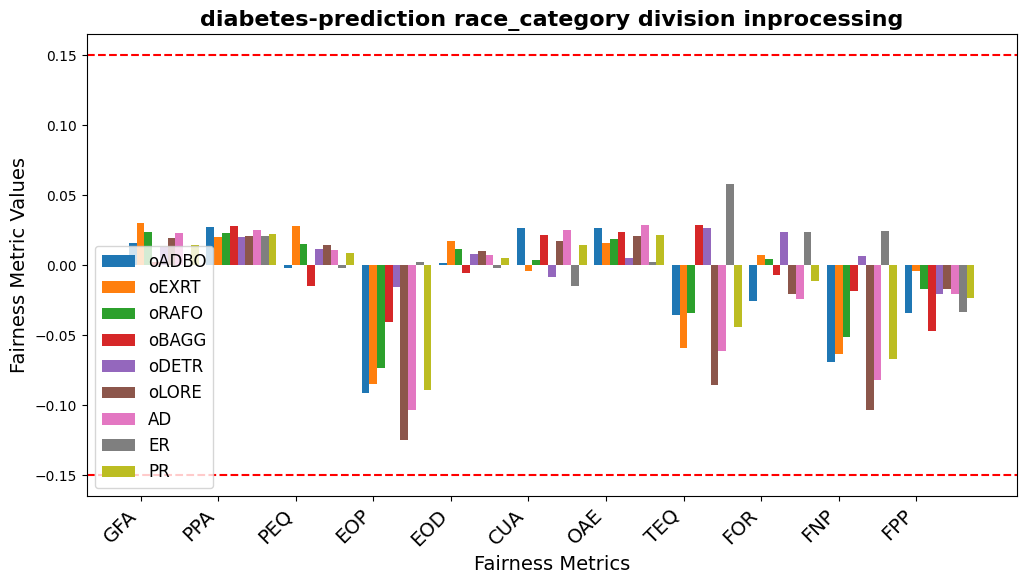 diabetes-prediction race_category division inprocessing
Fairness Metric Values
0.15
0.10
0.05
0.00
−0.05
−0.10
−0.15
oADBO
oEXRT
oRAFO
oBAGG
oDETR
oLORE
AD
ER
PR
GFA
PPA
PEQ
EOP
EOD
CUA
OAE
TEQ
FOR
FNP
FPP
Fairness Metrics